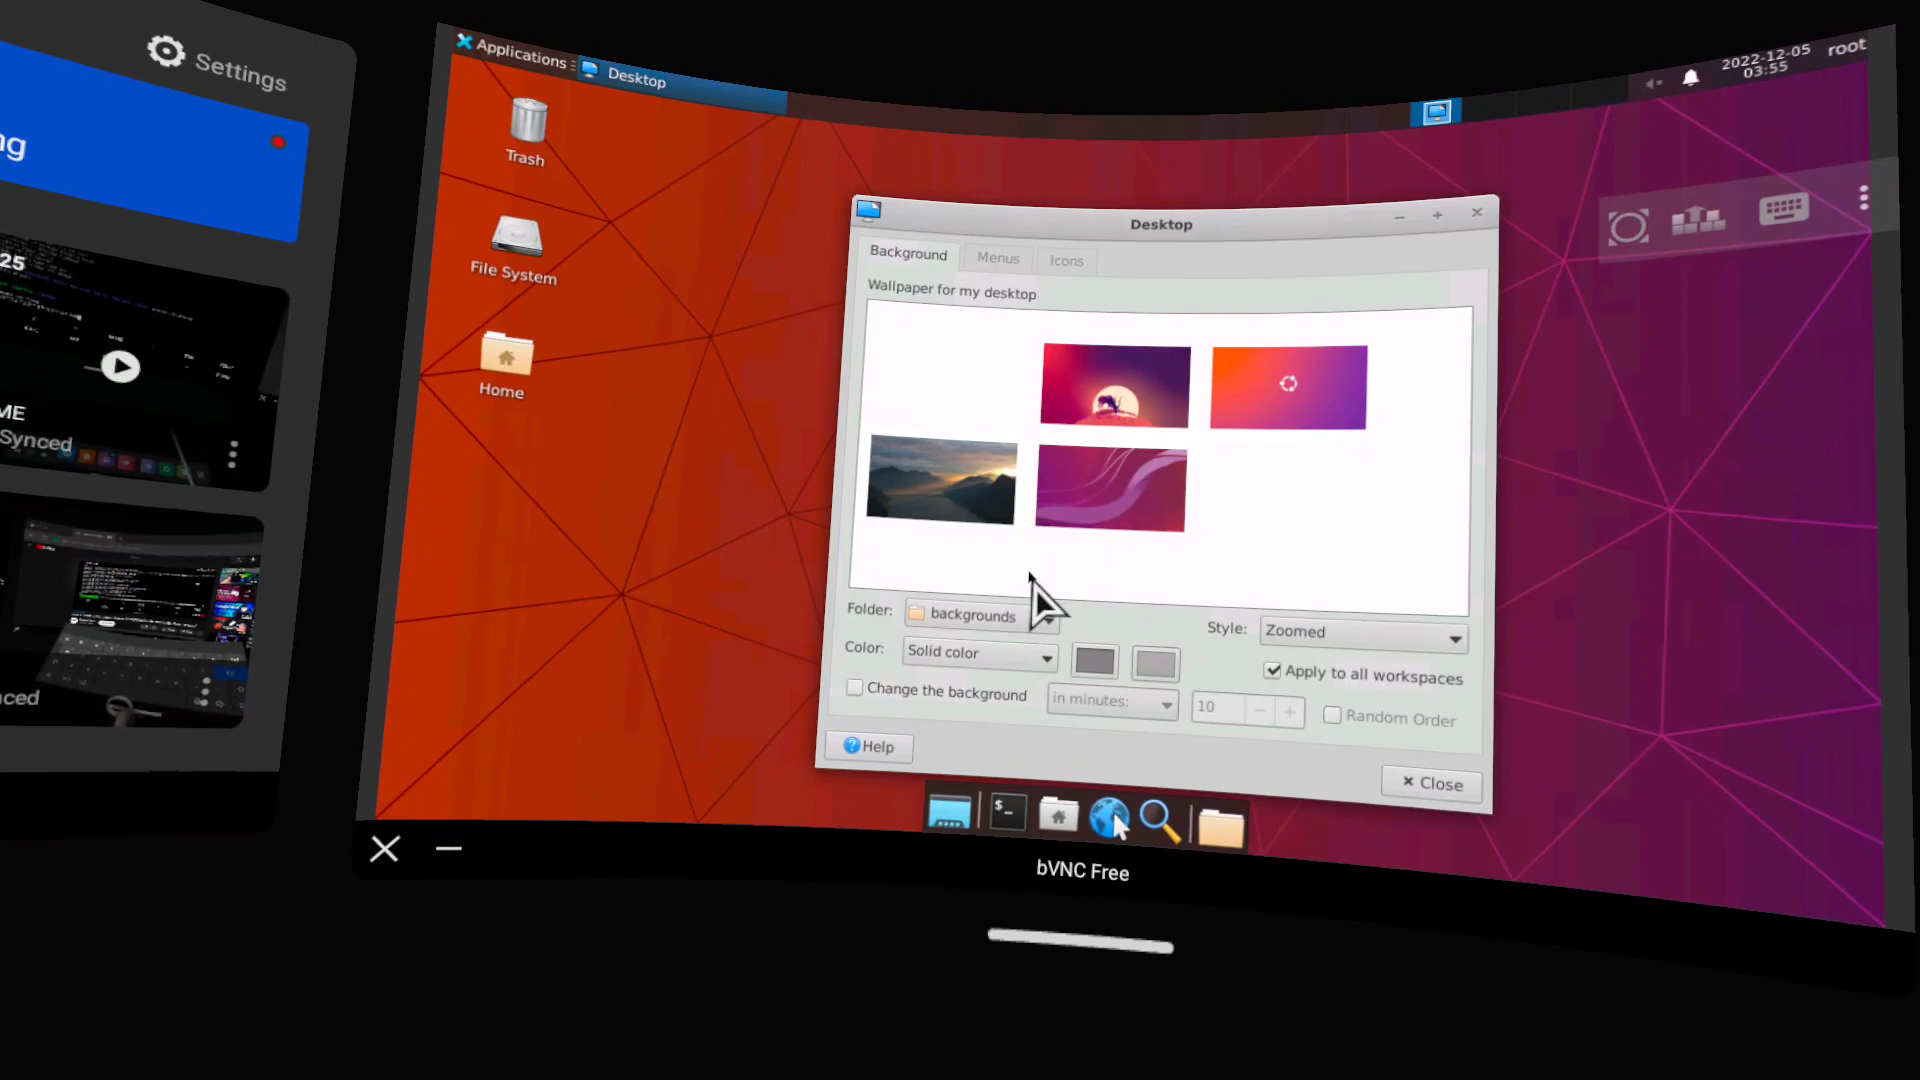 Settings
ng
25
ME
Synced
nced
Applications
Desktop
2022-12-05
03:55
root
Trash
File System
Home
Desktop
Background
Menus
Icons
Wallpaper for my desktop
Folder:
backgrounds
Style:
Zoomed
Color:
Solid color
Apply to all workspaces
Change the background
in minutes:
10
Random Order
Help
Close
$_
bVNC Free